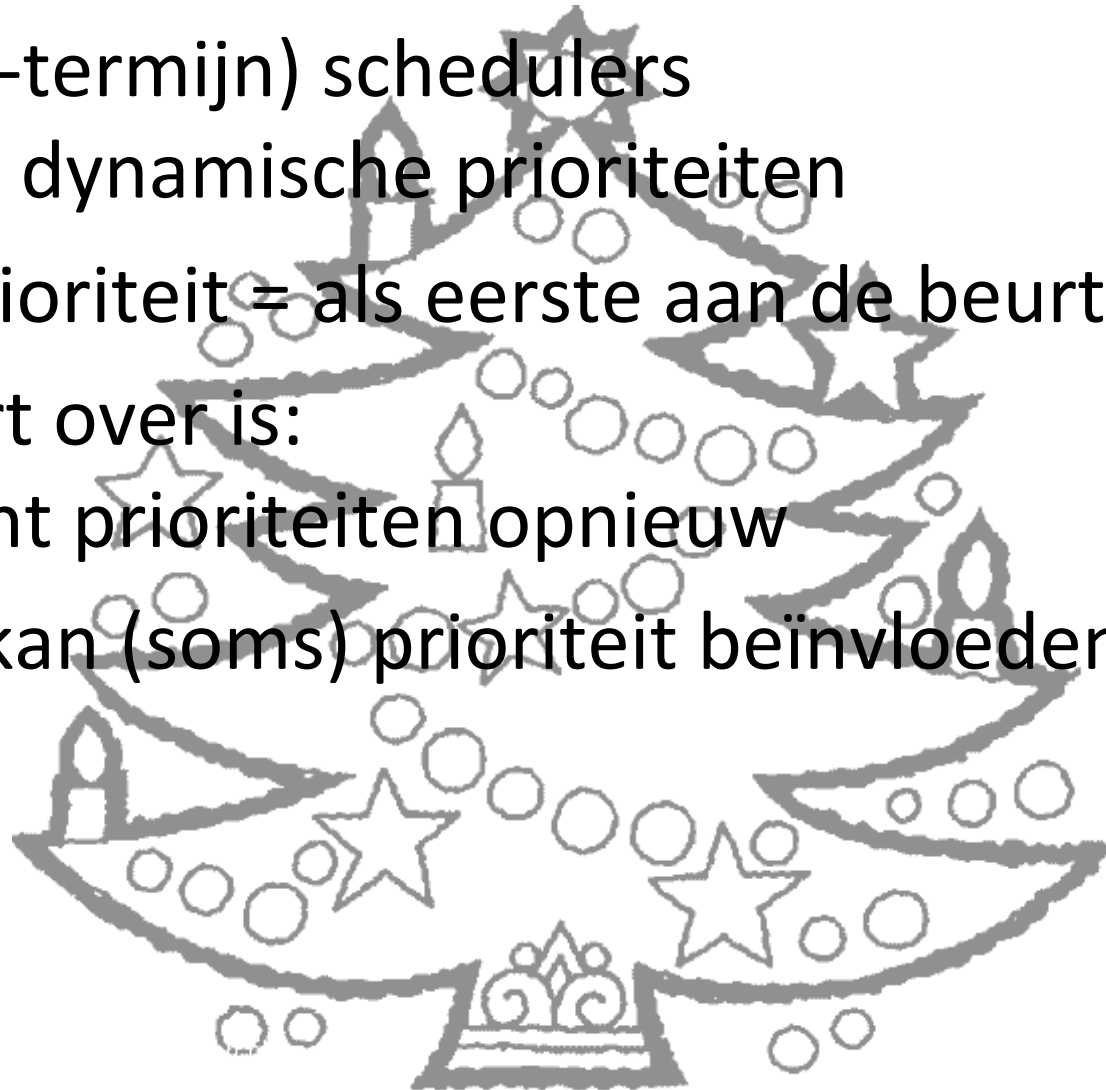 -termijn) schedulers
dynamische prioriteiten
ioriteit = als eerste aan de beurt
rt over is:
nt prioriteiten opnieuw
kan (soms) prioriteit beïnvloeden